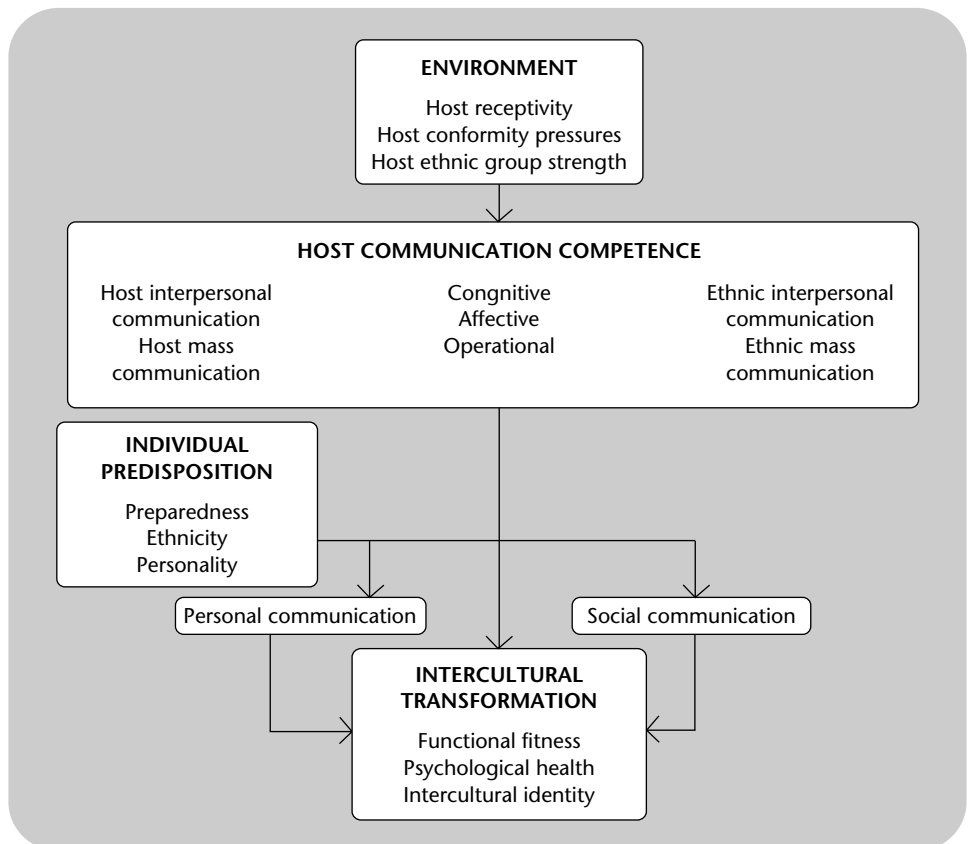 ENVIRONMENT
Host receptivity
Host conformity pressures
Host ethnic group strength
HOST COMMUNICATION COMPETENCE
Host interpersonal
communication
Host mass
communication
Congnitive
Affective
Operational
Ethnic interpersonal
communication
Ethnic mass
communication
INDIVIDUAL
PREDISPOSITION
Preparedness
Ethnicity
Personality
Personal communication
Social communication
INTERCULTURAL
TRANSFORMATION
Functional fitness
Psychological health
Intercultural identity